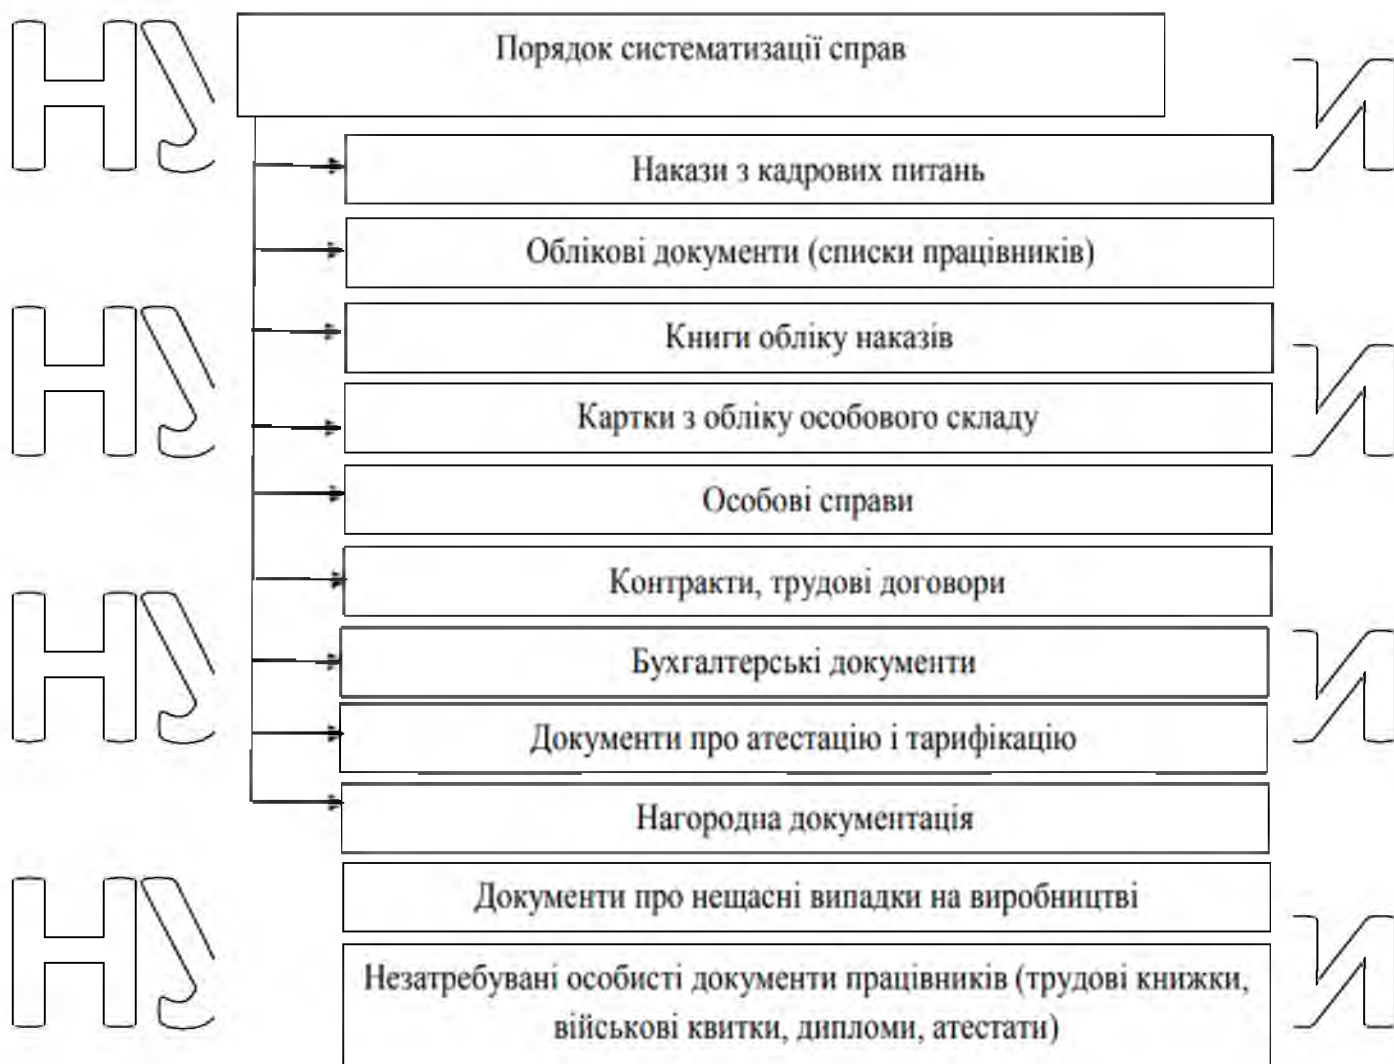 Порядок систематизації справ
Накази з кадрових питань
Облікові документи (списки працівників)
Книги обліку наказів
Картки з обліку особового складу
Особові справи
Контракти, трудові договори
Бухгалтерські документи
Документи про атестацію і тарифікацію
Нагородна документація
Документи про нещасні випадки на виробництві
Незатребувані особисті документи працівників (трудові книжки,
військові квитки, дипломи, атестати)